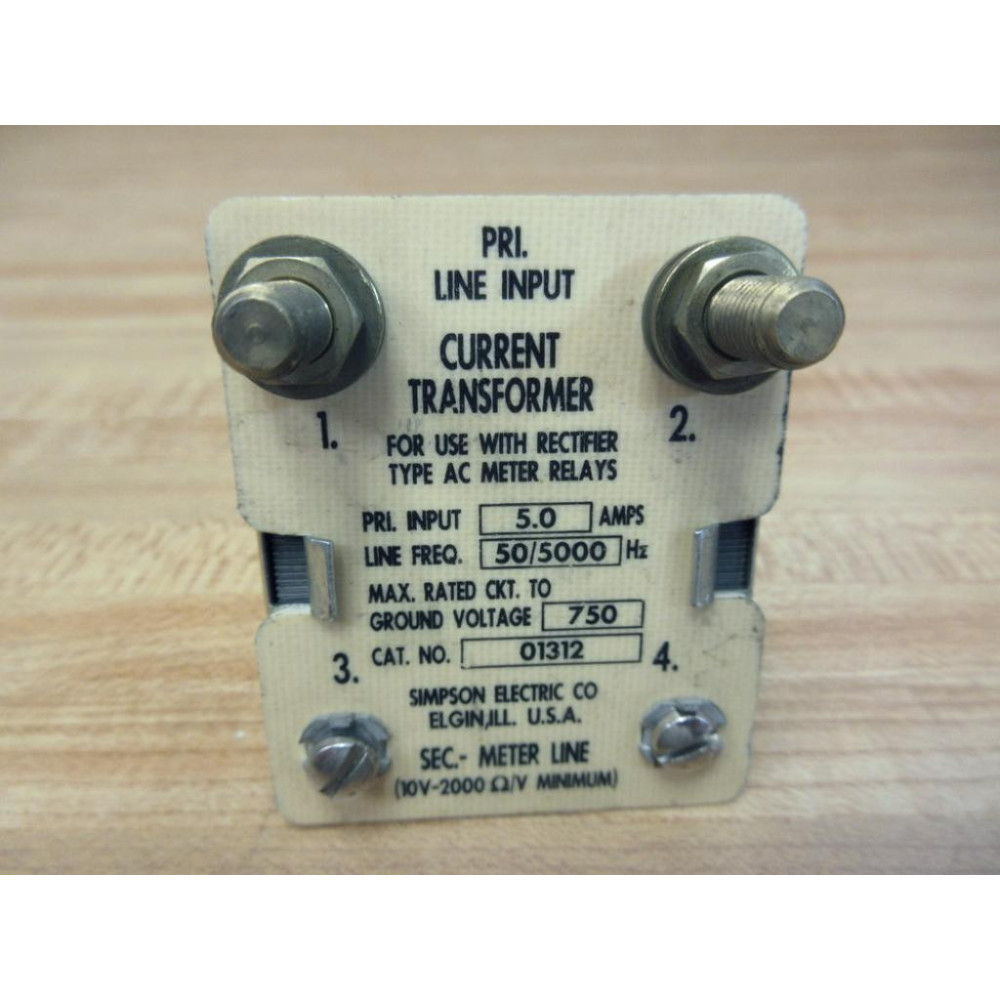 PRI.
LINE INPUT
CURRENT
TRANSFORMER
1.
2.
FOR USE WITH RECTIFIER
TYPE AC METER RELAYS
PRI. INPUT 5.0 AMPS
LINE FREQ. 50/5000 Hz
MAX. RATED CKT. TO
GROUND VOLTAGE 750
3. CAT. NO. 01312 4.
SIMPSON ELECTRIC CO
ELGIN,ILL. U.S.A.
SEC.- METER LINE
(10V-2000 Ω/V MINIMUM)